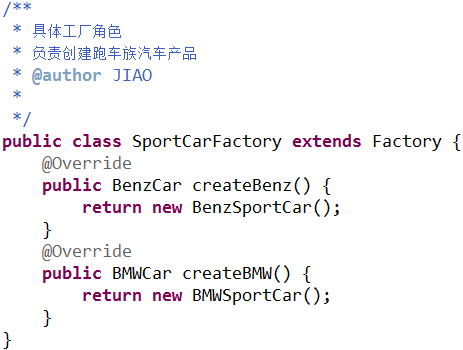 /**
 * 具体工厂角色
 * 负责创建跑车族汽车产品
 * @author JIAO
 *
 */
public class SportCarFactory extends Factory {
    @Override
    public BenzCar createBenz() {
        return new BenzSportCar();
    }
    @Override
    public BMWCar createBMW() {
        return new BMWSportCar();
    }
}